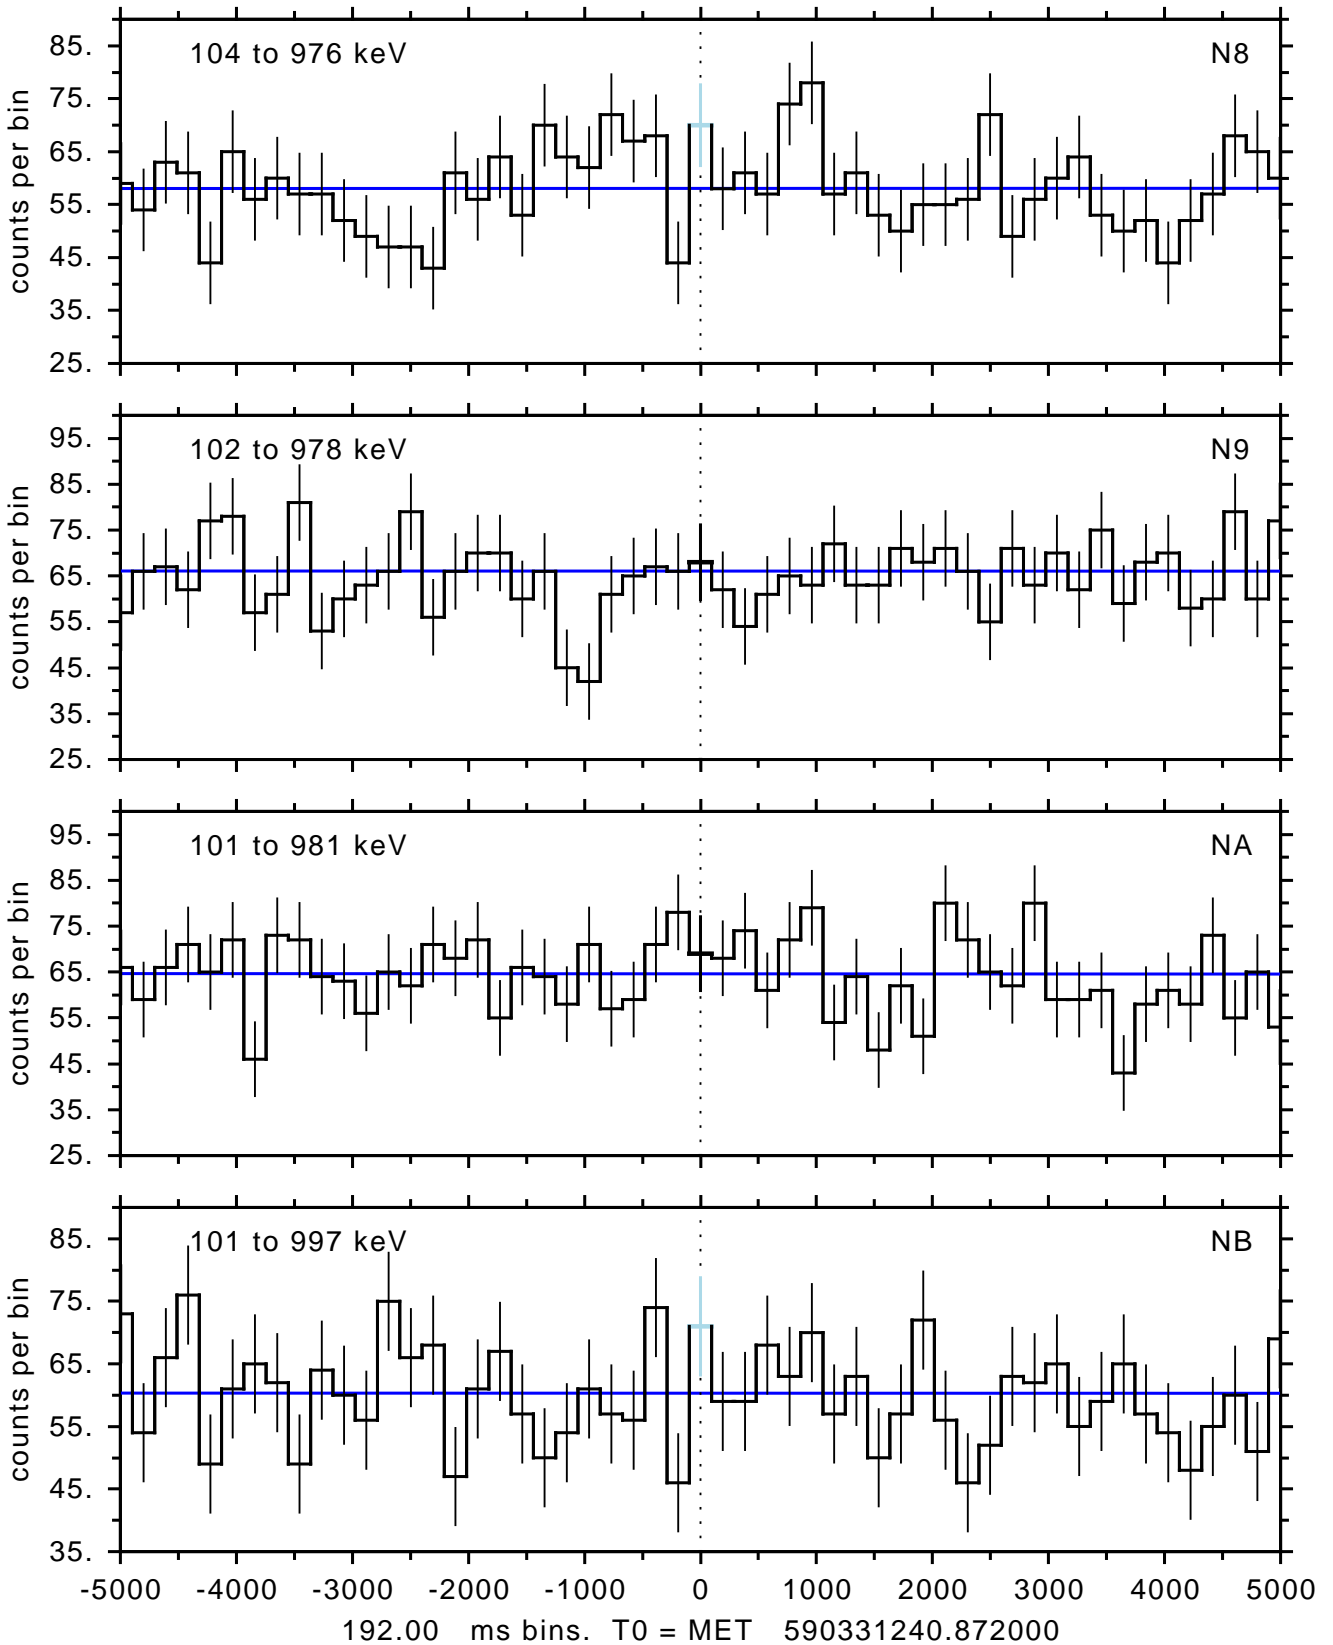 104 to 976 keV N8
85.
75.
65.
55.
45.
35.
25.
counts per bin
102 to 978 keV N9
95.
85.
75.
65.
55.
45.
35.
25.
counts per bin
101 to 981 keV NA
95.
85.
75.
65.
55.
45.
35.
25.
counts per bin
101 to 997 keV NB
85.
75.
65.
55.
45.
35.
counts per bin
-5000 -4000 -3000 -2000 -1000 0 1000 2000 3000 4000 5000
192.00 ms bins. T0 = MET 590331240.872000